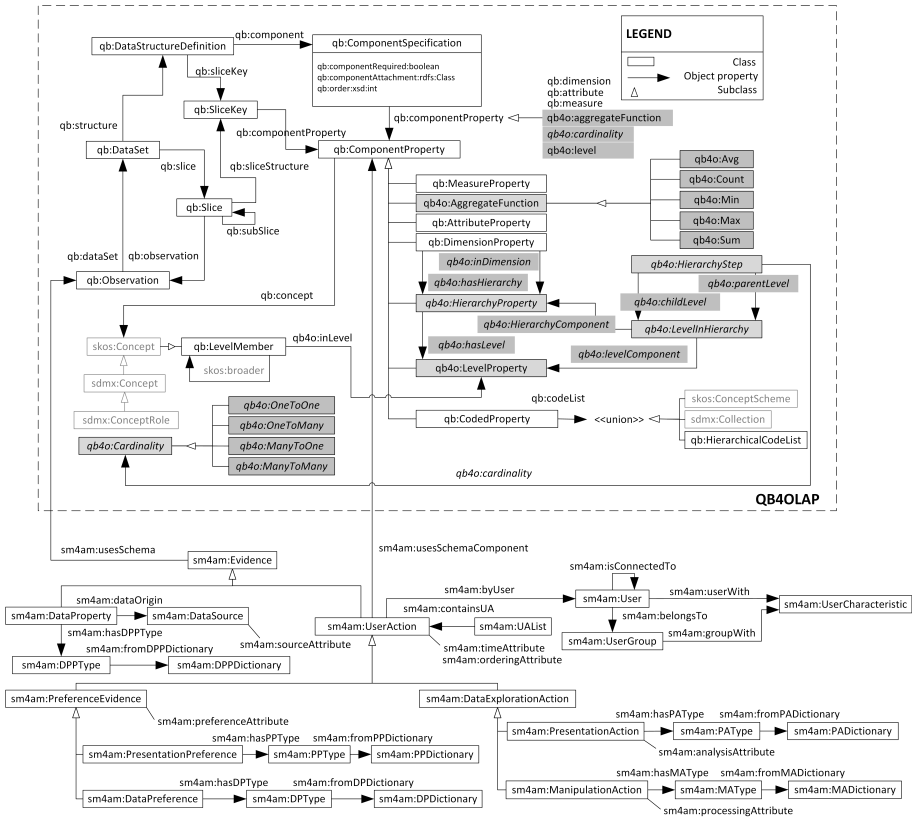 qb:component
LEGEND
Class
Object property
Subclass
qb:DataStructureDefinition
qb:ComponentSpecification
qb:componentRequired:boolean
qb:componentAttachment:rdfs:Class
qb:order:xsd:int
qb:sliceKey
qb:SliceKey
qb:dimension
qb:attribute
qb:measure
qb:componentProperty
qb4o:aggregateFunction
qb4o:cardinality
qb4o:level
qb:structure
qb:componentProperty
qb:ComponentProperty
qb:DataSet
qb:slice
qb:sliceStructure
qb4o:Avg
qb4o:Count
qb4o:Min
qb4o:Max
qb4o:Sum
qb:MeasureProperty
qb4o:AggregateFunction
qb:AttributeProperty
qb:DimensionProperty
qb:Slice
qb:subSlice
qb:dataSet
qb:observation
qb:Observation
qb4o:inDimension
qb4o:hasHierarchy
qb4o:HierarchyStep
qb4o:parentLevel
qb4o:childLevel
qb:concept
qb4o:HierarchyProperty
qb4o:HierarchyComponent
qb4o:LevelInHierarchy
qb4o:hasLevel
qb4o:levelComponent
skos:Concept
qb:LevelMember
qb4o:inLevel
skos:broader
qb4o:LevelProperty
sdmx:Concept
sdmx:ConceptRole
qb:codeList
qb:CodedProperty
<<union>>
skos:ConceptScheme
sdmx:Collection
qb:HierarchicalCodeList
qb4o:OneToOne
qb4o:OneToMany
qb4o:ManyToOne
qb4o:ManyToMany
qb4o:Cardinality
qb4o:cardinality
QB4OLAP
sm4am:usesSchema
sm4am:Evidence
sm4am:usesSchemaComponent
sm4am:isConnectedTo
sm4am:byUser
sm4am:User
sm4am:userWith
sm4am:UserCharacteristic
sm4am:dataOrigin
sm4am:DataProperty
sm4am:DataSource
sm4am:containsUA
sm4am:UserAction
sm4am:UAList
sm4am:belongsTo
sm4am:UserGroup
sm4am:groupWith
sm4am:hasDPPType
sm4am:sourceAttribute
sm4am:timeAttribute
sm4am:orderingAttribute
sm4am:fromDPPDictionary
sm4am:DPPType
sm4am:DPPDictionary
sm4am:PreferenceEvidence
sm4am:DataExplorationAction
sm4am:preferenceAttribute
sm4am:hasPAType
sm4am:fromPADictionary
sm4am:PresentationAction
sm4am:PAType
sm4am:PADictionary
sm4am:hasPPType
sm4am:fromPPDictionary
sm4am:analysisAttribute
sm4am:PresentationPreference
sm4am:PPType
sm4am:PPDictionary
sm4am:hasMAType
sm4am:fromMADictionary
sm4am:hasDPType
sm4am:fromDPDictionary
sm4am:ManipulationAction
sm4am:MAType
sm4am:MADictionary
sm4am:DataPreference
sm4am:DPType
sm4am:DPDictionary
sm4am:processingAttribute